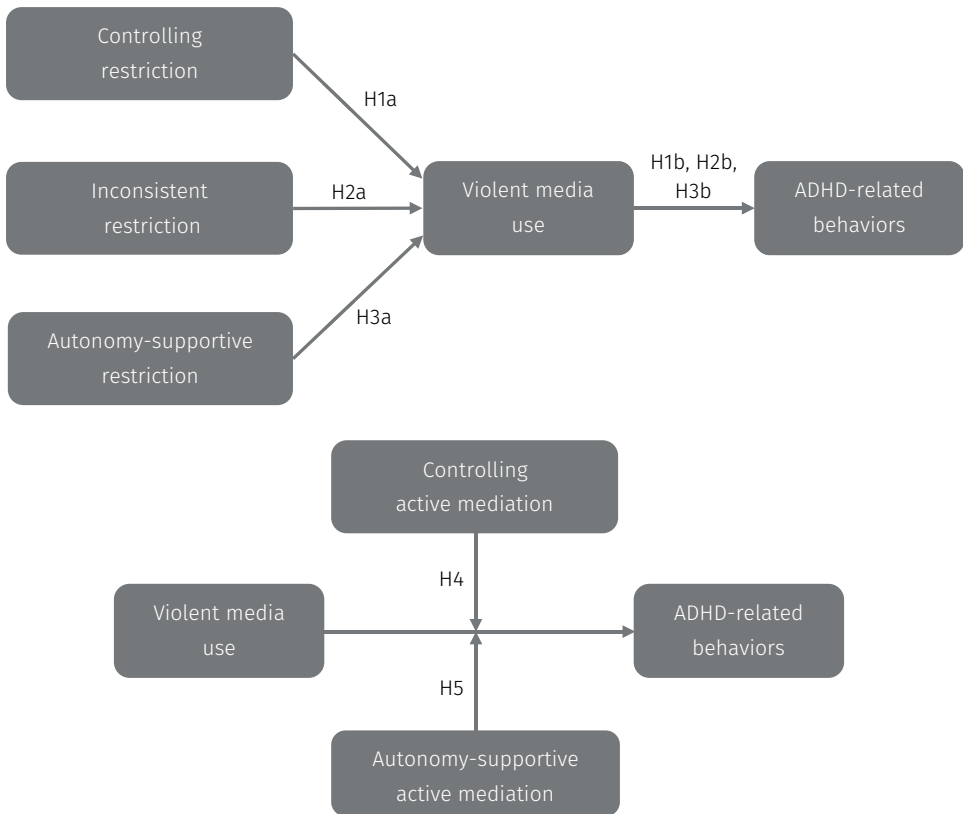 Controlling
restriction
H1a
Inconsistent
restriction
H2a
Violent media
use
H1b, H2b,
H3b
ADHD-related
behaviors
H3a
Autonomy-supportive
restriction
Controlling
active mediation
H4
Violent media
use
ADHD-related
behaviors
H5
Autonomy-supportive
active mediation